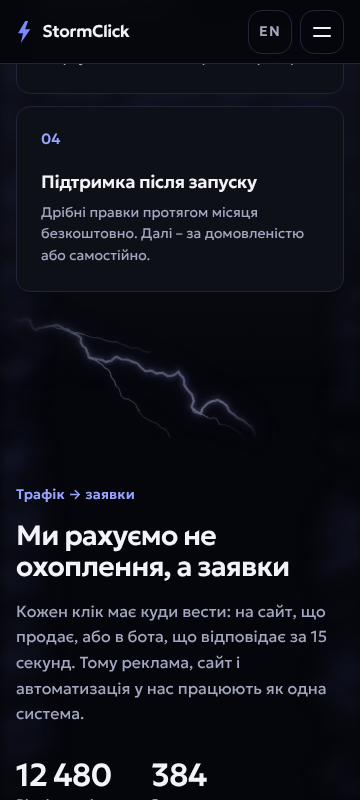 StormClick
EN
04
Підтримка після запуску
Дрібні правки протягом місяця
безкоштовно. Далі – за домовленістю
або самостійно.
Трафік → заявки
Ми рахуємо не
охоплення, а заявки
Кожен клік має куди вести: на сайт, що
продає, або в бота, що відповідає за 15
секунд. Тому реклама, сайт і
автоматизація у нас працюють як одна
система.
12 480
384